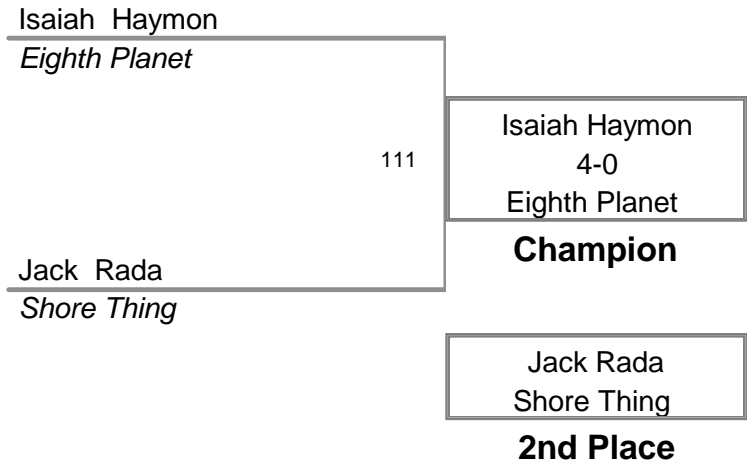 Isaiah Haymon
Eighth Planet
Isaiah Haymon
111
4-0
Eighth Planet
Champion
Jack Rada
Shore Thing
Jack Rada
Shore Thing
2nd Place